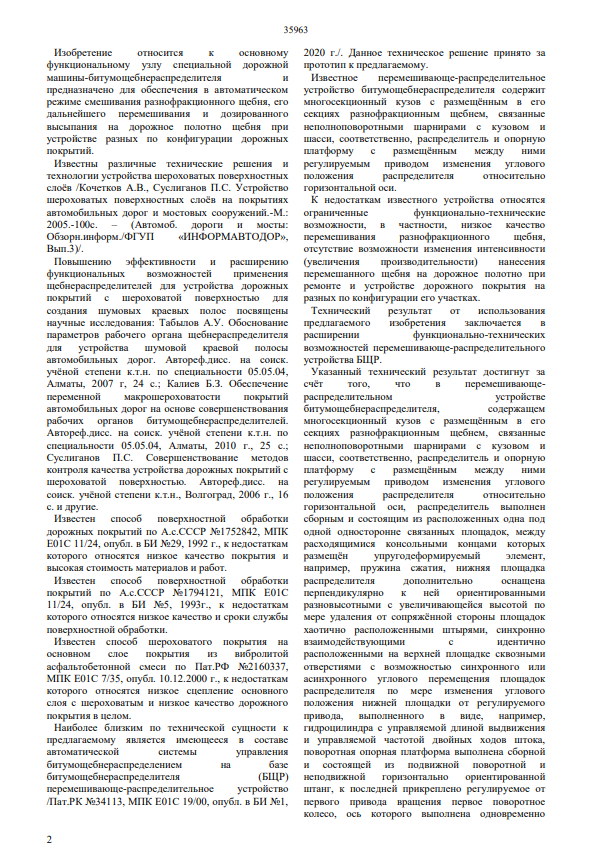 35963
Изобретение относится к основному
функциональному узлу специальной дорожной
машины-битумощебнераспределителя и
предназначено для обеспечения в автоматическом
режиме смешивания разнофракционного щебня, его
дальнейшего перемешивания и дозированного
высыпания на дорожное полотно щебня при
устройстве разных по конфигурации дорожных
покрытий.
Известны различные технические решения и
технологии устройства шероховатых поверхностных
слоёв /Кочетков А.В., Суслиганов П.С. Устройство
шероховатых поверхностных слоёв на покрытиях
автомобильных дорог и мостовых сооружений.-М.:
2005.-100с. – (Автомоб. дороги и мосты:
Обзорн.информ./ФГУП «ИНФОРМАВТОДОР»,
Вып.3)/.
Повышению эффективности и расширению
функциональных возможностей применения
щебнераспределителей для устройства дорожных
покрытий с шероховатой поверхностью для
создания шумовых краевых полос посвящены
научные исследования: Табылов А.У. Обоснование
параметров рабочего органа щебнераспределителя
для устройства шумовой краевой полосы
автомобильных дорог. Автореф.дисс. на соиск.
учёной степени к.т.н. по специальности 05.05.04,
Алматы, 2007 г, 24 с.; Калиев Б.З. Обеспечение
переменной макрошероховатости покрытий
автомобильных дорог на основе совершенствования
рабочих органов битумощебнераспределителей.
Автореф.дисс. на соиск. учёной степени к.т.н. по
специальности 05.05.04, Алматы, 2010 г., 25 с.;
Суслиганов П.С. Совершенствование методов
контроля качества устройства дорожных покрытий с
шероховатой поверхностью. Автореф.дисс. на
соиск. учёной степени к.т.н., Волгоград, 2006 г., 16
с. и другие.
Известен способ поверхностной обработки
дорожных покрытий по А.с.СССР №1752842, МПК
Е01С 11/24, опубл. в БИ №29, 1992 г., к недостаткам
которого относятся низкое качество покрытия и
высокая стоимость материалов и работ.
Известен способ поверхностной обработки
покрытий по А.с.СССР №1794121, МПК Е01С
11/24, опубл. в БИ №5, 1993г., к недостаткам
которого относятся низкое качество и сроки службы
поверхностной обработки.
Известен способ шероховатого покрытия на
основном слое покрытия из вибролитой
асфальтобетонной смеси по Пат.РФ №2160337,
МПК Е01С 7/35, опубл. 10.12.2000 г., к недостаткам
которого относятся низкое сцепление основного
слоя с шероховатым и низкое качество дорожного
покрытия в целом.
Наиболее близким по технической сущности к
предлагаемому является имеющееся в составе
автоматической системы управления
битумощебнераспределением на базе
битумощебнераспределителя (БЩР)
перемешивающе-распределительное устройство
/Пат.РК №34113, МПК Е01С 19/00, опубл. в БИ №1,
2020 г./. Данное техническое решение принято за
прототип к предлагаемому.
Известное перемешивающе-распределительное
устройство битумощебнераспределителя содержит
многосекционный кузов с размещённым в его
секциях разнофракционным щебнем, связанные
неполноповоротными шарнирами с кузовом и
шасси, соответственно, распределитель и опорную
платформу с размещённым между ними
регулируемым приводом изменения углового
положения распределителя относительно
горизонтальной оси.
К недостаткам известного устройства относятся
ограниченные функционально-технические
возможности, в частности, низкое качество
перемешивания разнофракционного щебня,
отсутствие возможности изменения интенсивности
(увеличения производительности) нанесения
перемешанного щебня на дорожное полотно при
ремонте и устройстве дорожного покрытия на
разных по конфигурации его участках.
Технический результат от использования
предлагаемого изобретения заключается в
расширении функционально-технических
возможностей перемешивающе-распределительного
устройства БЩР.
Указанный технический результат достигнут за
счёт того, что в перемешивающе-
распределительном устройстве
битумощебнераспределителя, содержащем
многосекционный кузов с размещённым в его
секциях разнофракционным щебнем, связанные
неполноповоротными шарнирами с кузовом и
шасси, соответственно, распределитель и опорную
платформу с размещённым между ними
регулируемым приводом изменения углового
положения распределителя относительно
горизонтальной оси, распределитель выполнен
сборным и состоящим из расположенных одна под
одной односторонне связанных площадок, между
расходящимися консольными концами которых
размещён упругодеформируемый элемент,
например, пружина сжатия, нижняя площадка
распределителя дополнительно оснащена
перпендикулярно к ней ориентированными
разновысотными с увеличивающейся высотой по
мере удаления от сопряжённой стороны площадок
хаотично расположенными штырями, синхронно
взаимодействующими с идентично
расположенными на верхней площадке сквозными
отверстиями с возможностью синхронного или
асинхронного углового перемещения площадок
распределителя по мере изменения углового
положения нижней площадки от регулируемого
привода, выполненного в виде, например,
гидроцилиндра с управляемой длиной выдвижения
и управляемой частотой двойных ходов штока,
поворотная опорная платформа выполнена сборной
и состоящей из подвижной поворотной и
неподвижной горизонтально ориентированной
штанг, к последней прикреплено регулируемое от
первого привода вращения первое поворотное
колесо, ось которого выполнена одновременно
2